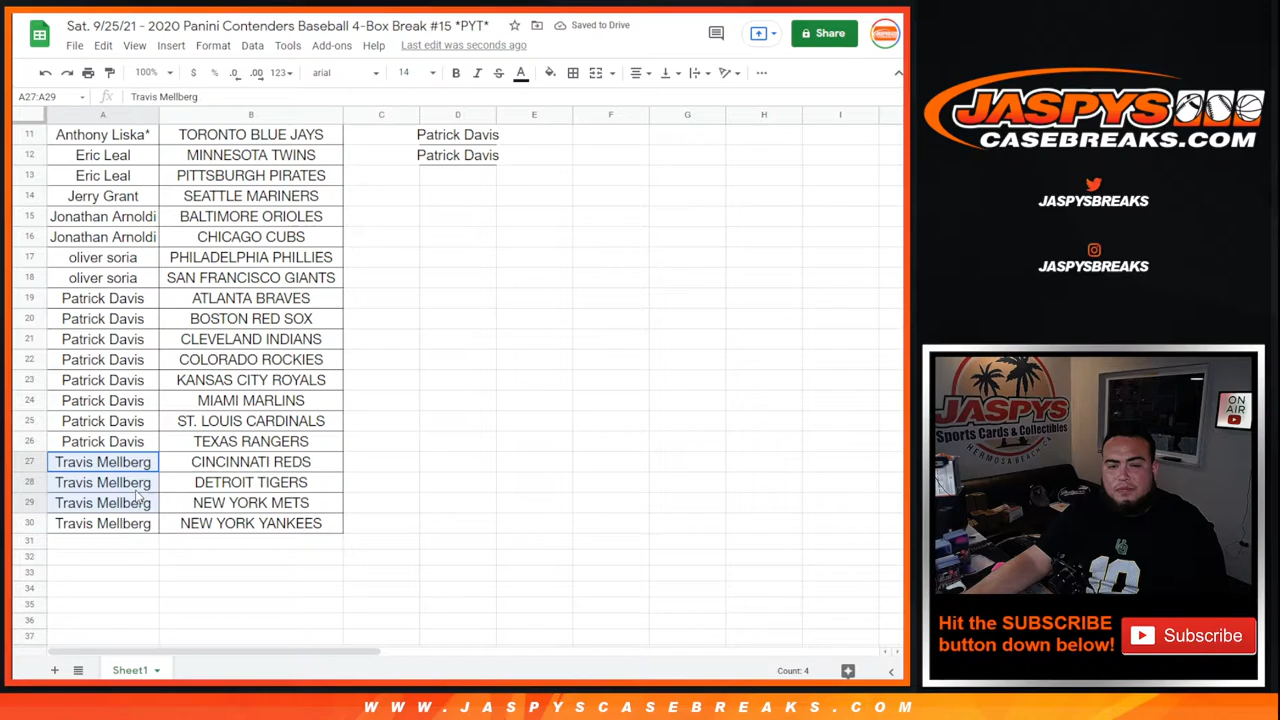 Sat. 9/25/21 - 2020 Panini Contenders Baseball 4-Box Break #15 *PYT*
Saved to Drive
Share
File Edit View Insert Format Data Tools Add-ons Help Last edit was seconds ago
100% $ % .0 .00 123 arial 14 B I S A
A27:A29 fx Travis Mellberg
A B C D E F G H I
11 Anthony Liska* TORONTO BLUE JAYS Patrick Davis
12 Eric Leal MINNESOTA TWINS Patrick Davis
13 Eric Leal PITTSBURGH PIRATES
14 Jerry Grant SEATTLE MARINERS
15 Jonathan Arnoldi BALTIMORE ORIOLES
16 Jonathan Arnoldi CHICAGO CUBS
17 oliver soria PHILADELPHIA PHILLIES
18 oliver soria SAN FRANCISCO GIANTS
19 Patrick Davis ATLANTA BRAVES
20 Patrick Davis BOSTON RED SOX
21 Patrick Davis CLEVELAND INDIANS
22 Patrick Davis COLORADO ROCKIES
23 Patrick Davis KANSAS CITY ROYALS
24 Patrick Davis MIAMI MARLINS
25 Patrick Davis ST. LOUIS CARDINALS
26 Patrick Davis TEXAS RANGERS
27 Travis Mellberg CINCINNATI REDS
28 Travis Mellberg DETROIT TIGERS
29 Travis Mellberg NEW YORK METS
30 Travis Mellberg NEW YORK YANKEES
31
32
33
34
35
36
37
Sheet1
Count: 4
JASPYS
CASEBREAKS.COM
JASPYSBREAKS
JASPYSBREAKS
JASPYS
Sports Cards & Collectibles
HERMOSA BEACH, CA
ON
AIR
10
Hit the SUBSCRIBE
button down below!
Subscribe
WWW.JASPYSCASEBREAKS.COM